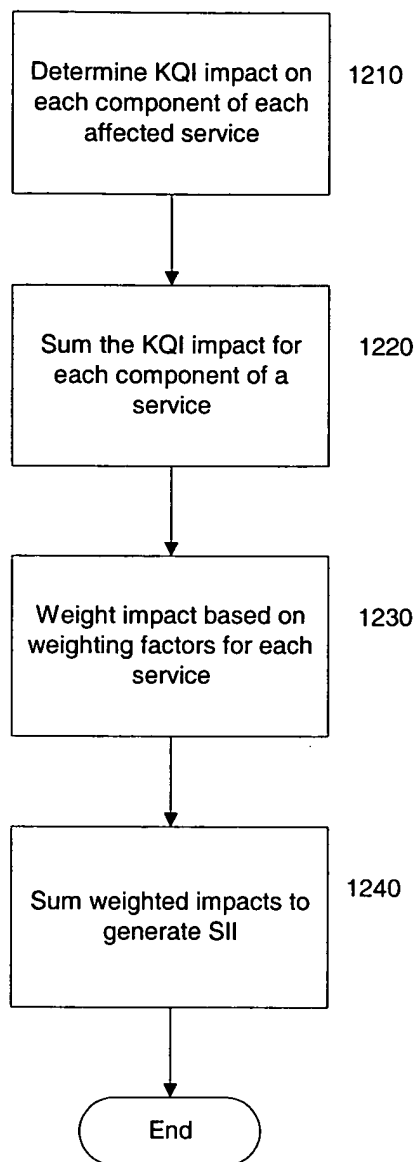 Determine KQI impact on 1210
each component of each
affected service
Sum the KQI impact for 1220
each component of a
service
Weight impact based on 1230
weighting factors for each
service
Sum weighted impacts to 1240
generate SII
End